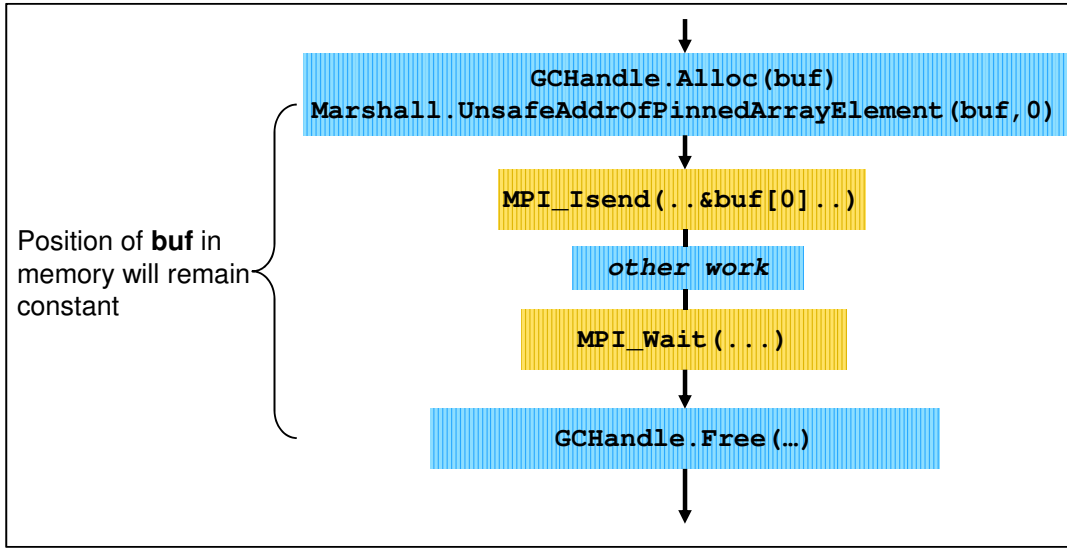 GCHandle.Alloc(buf)
Marshall.UnsafeAddrOfPinnedArrayElement(buf,0)
MPI_Isend(..&buf[0]..)
Position of buf in
memory will remain
constant
other work
MPI_Wait(...)
GCHandle.Free(…)